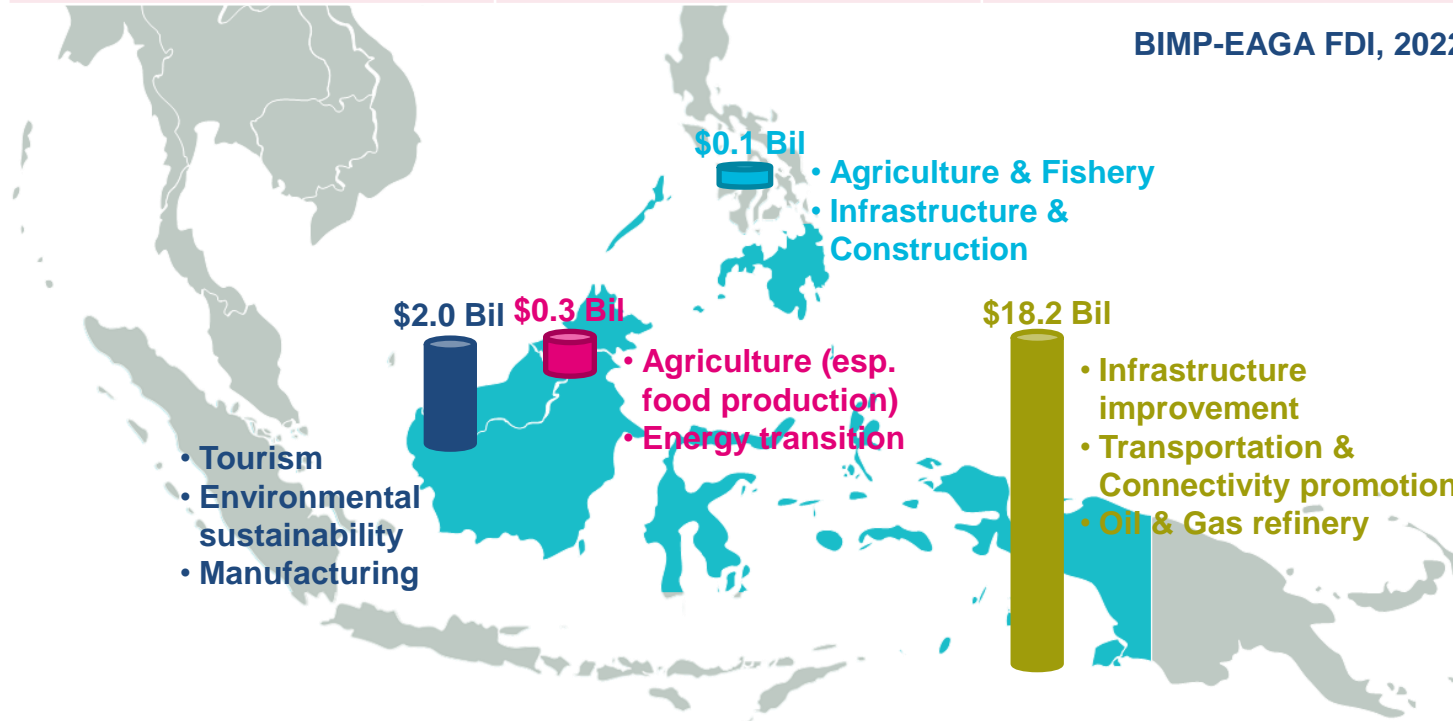 BIMP-EAGA FDI, 2022
$0.1 Bil
• Agriculture & Fishery
• Infrastructure &
Construction
$2.0 Bil
$0.3 Bil
$18.2 Bil
• Agriculture (esp.
food production)
• Energy transition
• Infrastructure
improvement
• Transportation &
Connectivity promotion
• Oil & Gas refinery
• Tourism
• Environmental
sustainability
• Manufacturing